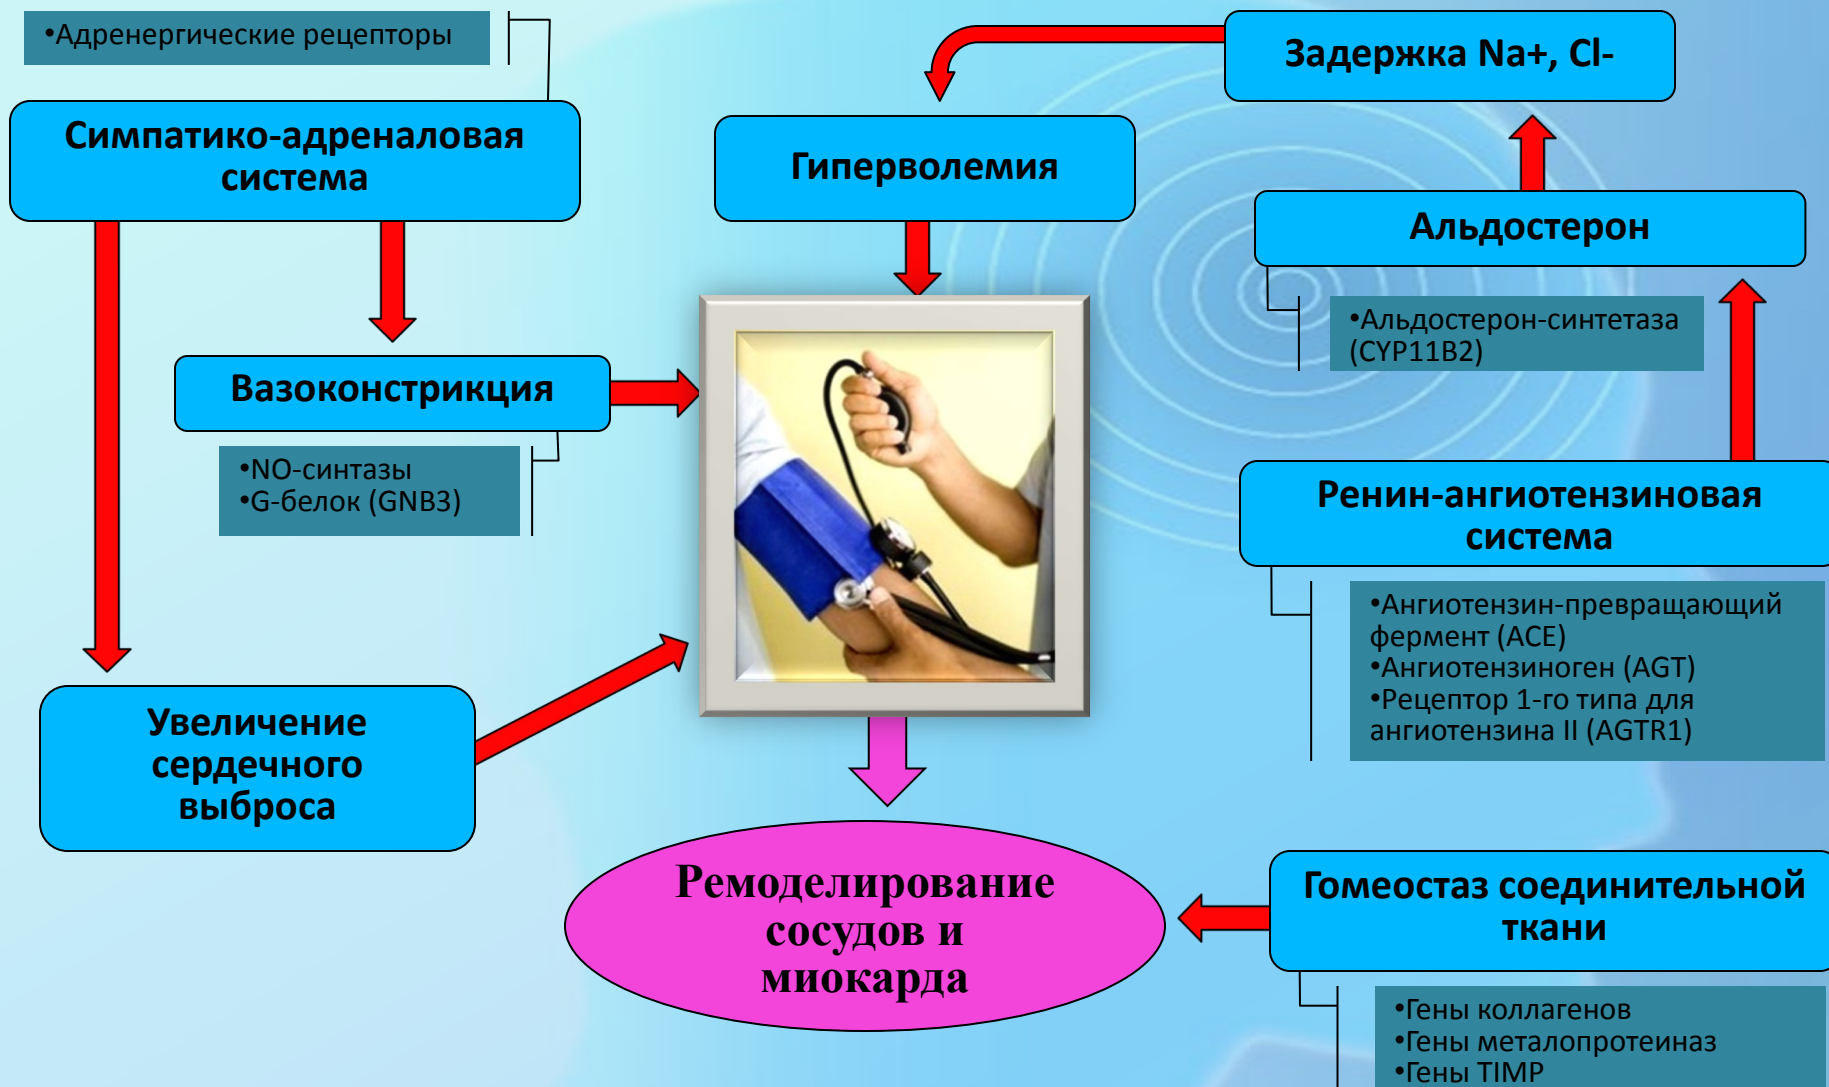 •Адренергические рецепторы
Симпатико-адреналовая
система
Гиперволемия
Задержка Na+, Cl-
Альдостерон
•Альдостерон-синтетаза
(CYP11B2)
Вазоконстрикция
•NO-синтазы
•G-белок (GNB3)
Ренин-ангиотензиновая
система
•Ангиотензин-превращающий
фермент (ACE)
•Ангиотензиноген (AGT)
•Рецептор 1-го типа для
ангиотензина II (AGTR1)
Увеличение
сердечного
выброса
Ремоделирование
сосудов и
миокарда
Гомеостаз соединительной
ткани
•Гены коллагенов
•Гены металопротеиназ
•Гены TIMP